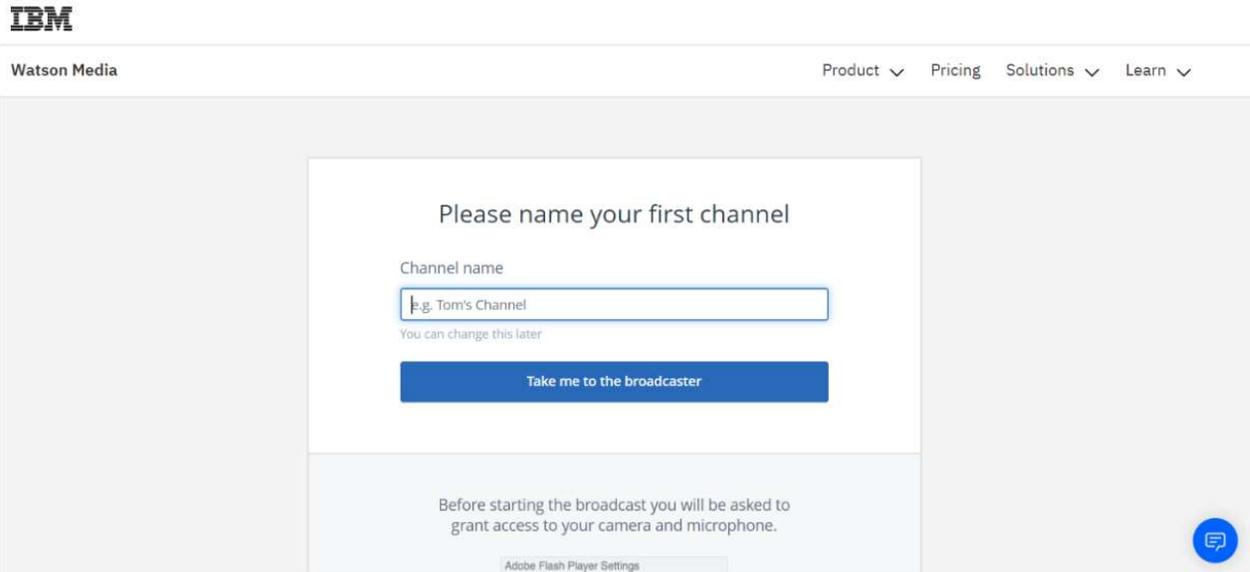 IBM
Watson Media
Product Pricing Solutions Learn
Please name your first channel
Channel name
e.g. Tom's Channel
You can change this later
Take me to the broadcaster
Before starting the broadcast you will be asked to
grant access to your camera and microphone.
Adobe Flash Player Settings